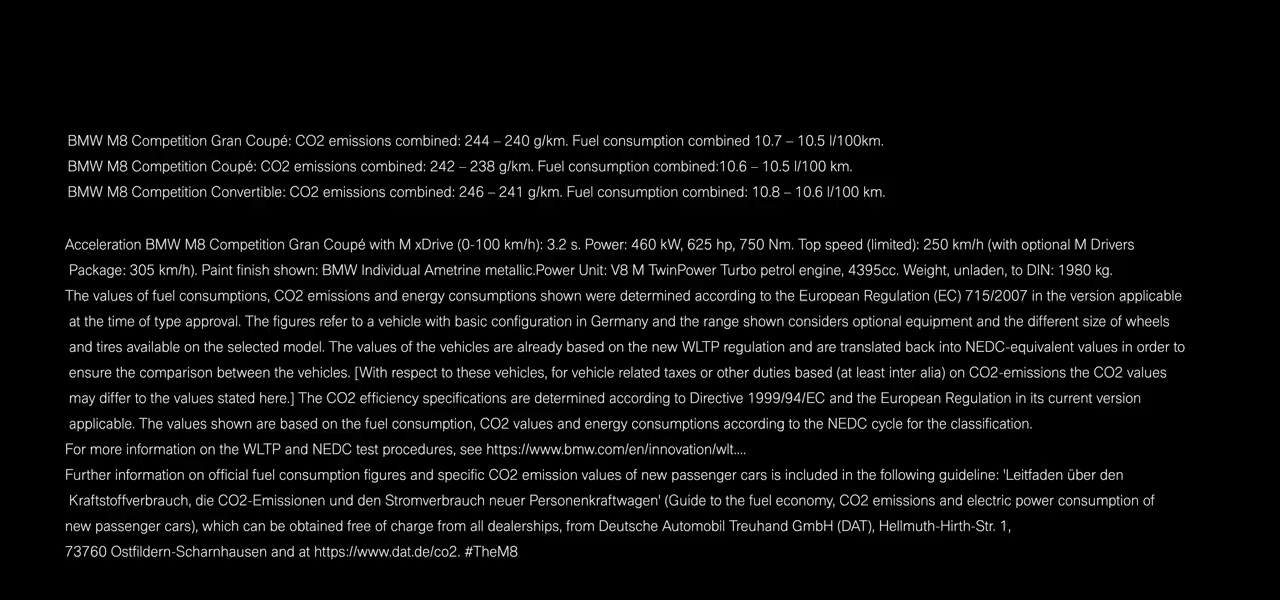 BMW M8 Competition Gran Coupé: CO2 emissions combined: 244 – 240 g/km. Fuel consumption combined 10.7 – 10.5 l/100km.
BMW M8 Competition Coupé: CO2 emissions combined: 242 – 238 g/km. Fuel consumption combined:10.6 – 10.5 l/100 km.
BMW M8 Competition Convertible: CO2 emissions combined: 246 – 241 g/km. Fuel consumption combined: 10.8 – 10.6 l/100 km.
Acceleration BMW M8 Competition Gran Coupé with M xDrive (0-100 km/h): 3.2 s. Power: 460 kW, 625 hp, 750 Nm. Top speed (limited): 250 km/h (with optional M Drivers
Package: 305 km/h). Paint finish shown: BMW Individual Ametrine metallic.Power Unit: V8 M TwinPower Turbo petrol engine, 4395cc. Weight, unladen, to DIN: 1980 kg.
The values of fuel consumptions, CO2 emissions and energy consumptions shown were determined according to the European Regulation (EC) 715/2007 in the version applicable
at the time of type approval. The figures refer to a vehicle with basic configuration in Germany and the range shown considers optional equipment and the different size of wheels
and tires available on the selected model. The values of the vehicles are already based on the new WLTP regulation and are translated back into NEDC-equivalent values in order to
ensure the comparison between the vehicles. [With respect to these vehicles, for vehicle related taxes or other duties based (at least inter alia) on CO2-emissions the CO2 values
may differ to the values stated here.] The CO2 efficiency specifications are determined according to Directive 1999/94/EC and the European Regulation in its current version
applicable. The values shown are based on the fuel consumption, CO2 values and energy consumptions according to the NEDC cycle for the classification.
For more information on the WLTP and NEDC test procedures, see https://www.bmw.com/en/innovation/wlt....
Further information on official fuel consumption figures and specific CO2 emission values of new passenger cars is included in the following guideline: 'Leitfaden über den
Kraftstoffverbrauch, die CO2-Emissionen und den Stromverbrauch neuer Personenkraftwagen' (Guide to the fuel economy, CO2 emissions and electric power consumption of
new passenger cars), which can be obtained free of charge from all dealerships, from Deutsche Automobil Treuhand GmbH (DAT), Hellmuth-Hirth-Str. 1,
73760 Ostfildern-Scharnhausen and at https://www.dat.de/co2. #TheM8